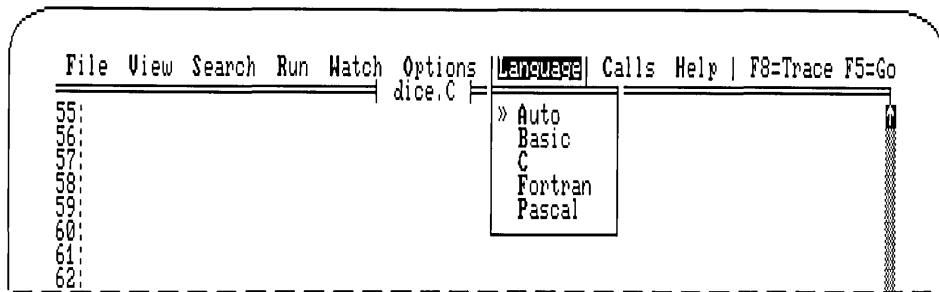 File View Search Run Watch Options | Language | Calls Help | F8=Trace F5=Go
dice.C
55
» Auto
56
Basic
57
C
58
Fortran
59
Pascal
60
61
62